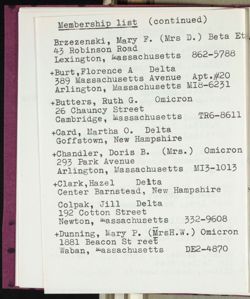 Membership list (continued)
Brzezenski, Mary F. (Mrs D.) Beta Et
43 Robinson Road
Lexington, Massachusetts 862-5788
+Burt,Florence A Delta
389 Massachusetts Avenue Apt.#20
Arlington, Massachusetts MI8-6231
+Butters, Ruth G. Omicron
26 Chauncy Street
Cambridge, Massachusetts TR6-8611
+Card, Martha O. Delta
Goffstown, New Hampshire
+Chandler, Doris B. (Mrs.) Omicron
293 Park Avenue
Arlington, Massachusetts MI3-1013
+Clark,Hazel Delta
Center Barnstead, New Hampshire
Colpak, Jill Delta
192 Cotton Street
Newton, Massachusetts 332-9608
+Dunning, Mary P. (MrsH.W.) Omicron
1881 Beacon St reet
Waban, Massachusetts DE2-4870